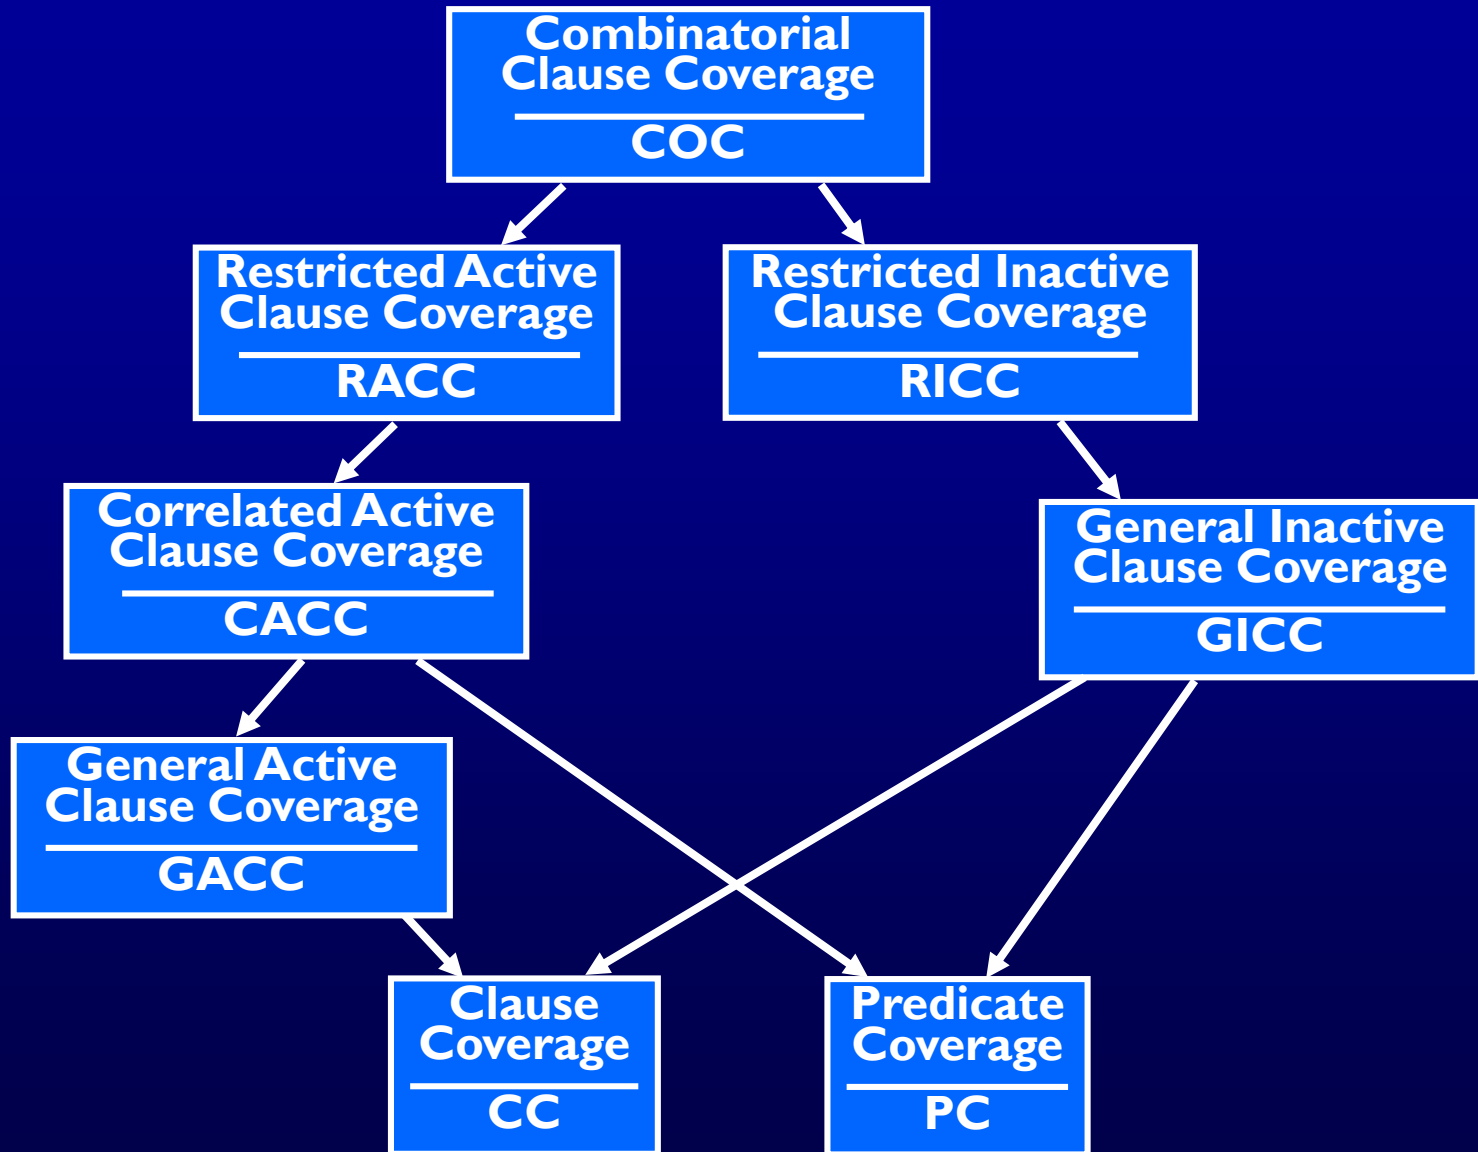 Combinatorial
Clause Coverage
COC
Restricted Active
Clause Coverage
RACC
Restricted Inactive
Clause Coverage
RICC
Correlated Active
Clause Coverage
CACC
General Inactive
Clause Coverage
GICC
General Active
Clause Coverage
GACC
Clause
Coverage
CC
Predicate
Coverage
PC